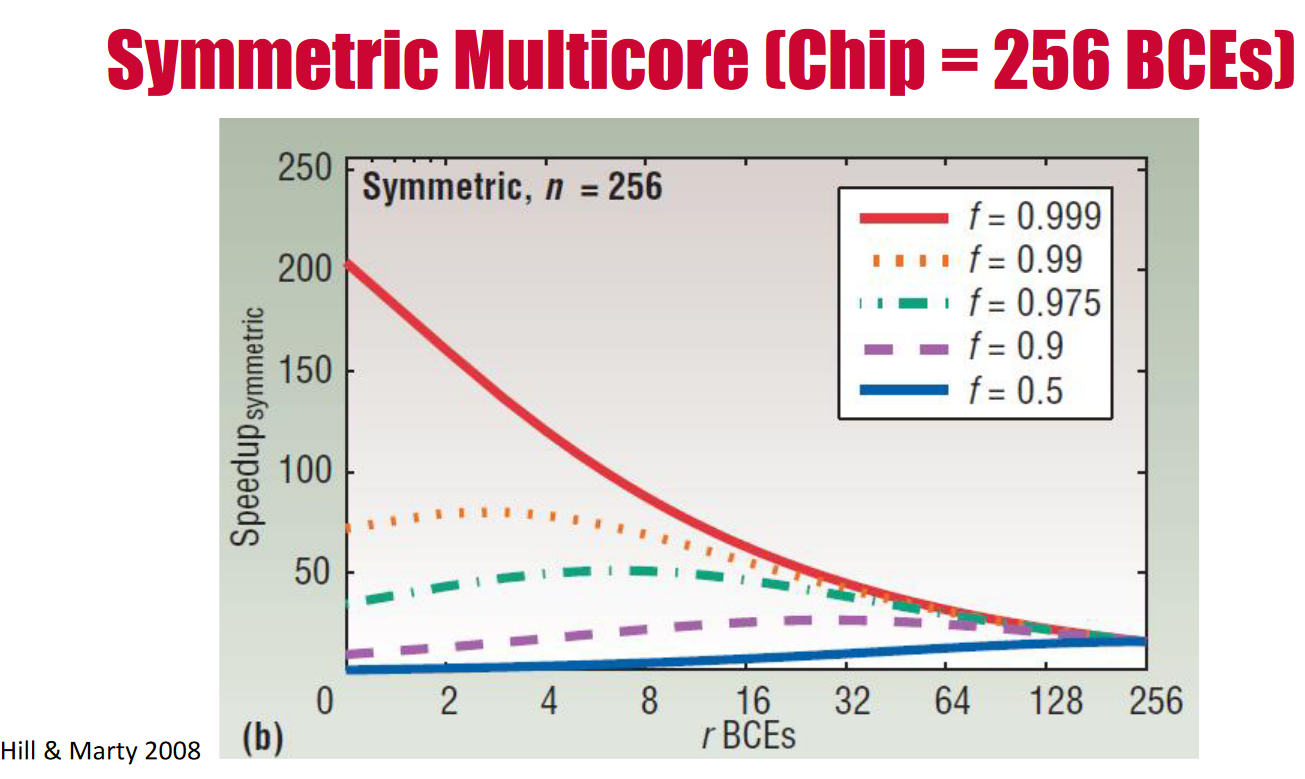 Symmetric Multicore (Chip = 256 BCEs)
250
200
150
100
50
Speedup symmetric
Symmetric, n = 256
f = 0.999
f = 0.99
f = 0.975
f = 0.9
f = 0.5
0 2 4 8 16 32 64 128 256
r BCEs
(b)
Hill & Marty 2008